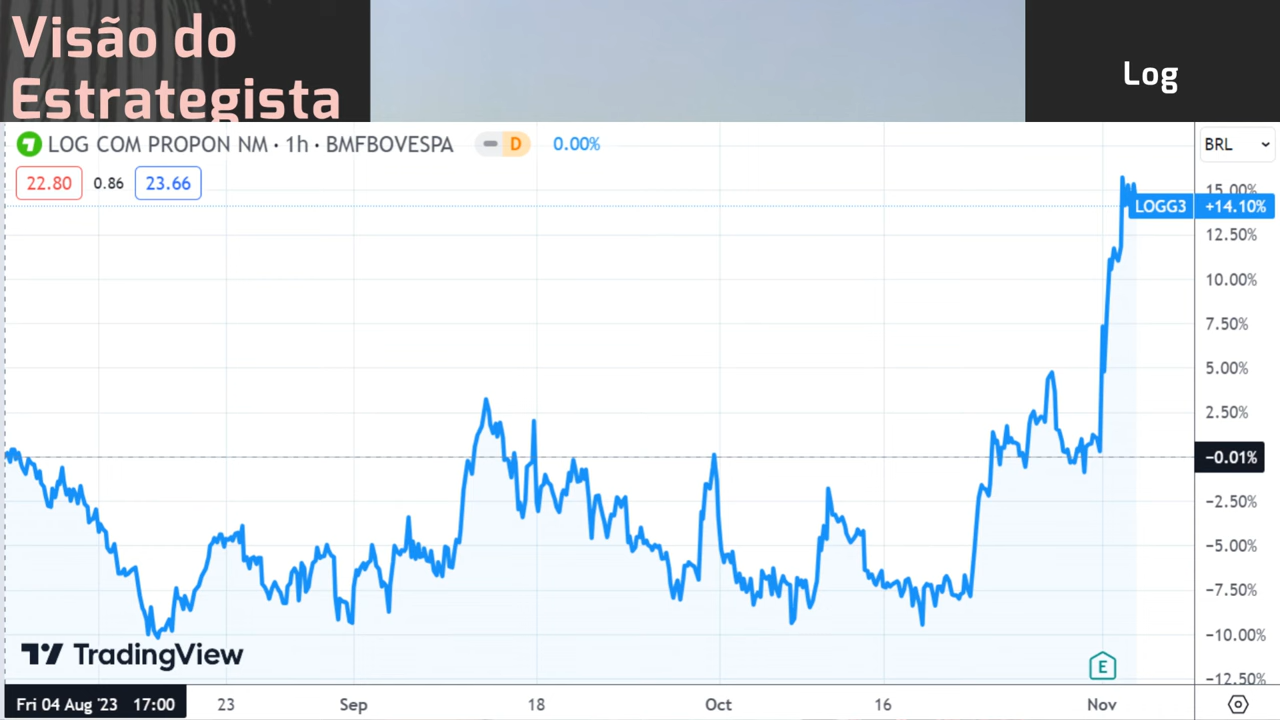 Visão do
Estrategista
Log
LOG COM PROPON NM · 1h · BMFBOVESPA D 0.00%
BRL
22.80 0.86 23.66
15.00%
LOGG3 +14.10%
12.50%
10.00%
7.50%
5.00%
2.50%
−0.01%
−2.50%
−5.00%
−7.50%
−10.00%
TradingView
E
−12.50%
Fri 04 Aug '23 17:00 23 Sep 18 Oct 16 Nov